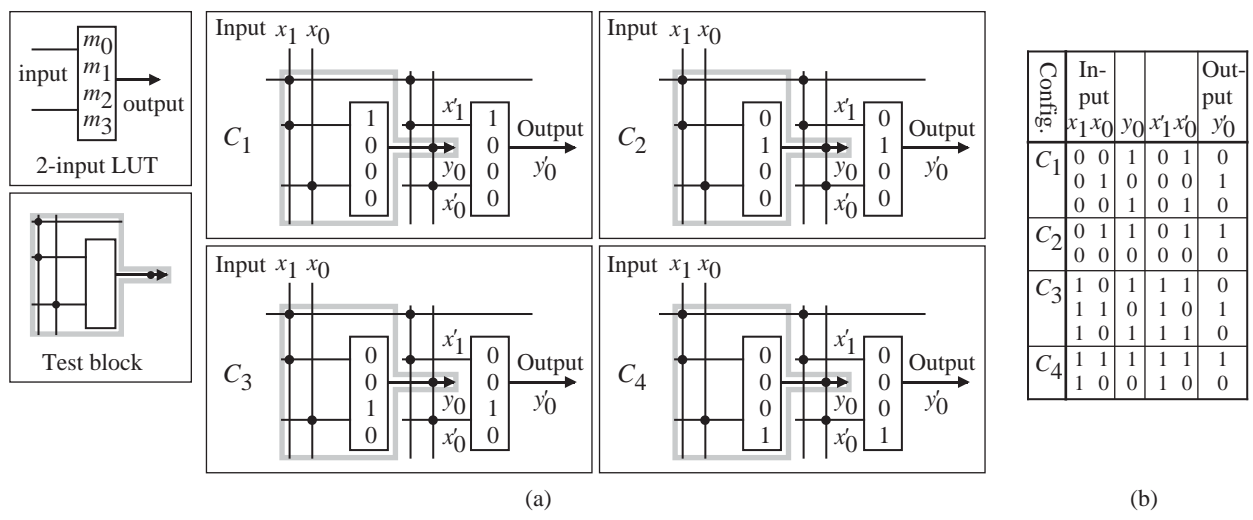 m0
m1
m2
m3
input
output
2-input LUT
Test block
Input x1 x0
C1
1
0
0
0
x′1
y0
x′0
1
0
0
0
Output
y′0
Input x1 x0
C2
0
1
0
0
x′1
y0
x′0
0
1
0
0
Output
y′0
Input x1 x0
C3
0
0
1
0
x′1
y0
x′0
0
0
1
0
Output
y′0
Input x1 x0
C4
0
0
0
1
x′1
y0
x′0
0
0
0
1
Output
y′0
(a)
Config.
In-
put
x1 x0
y0
x′1 x′0
Out-
put
y′0
C1
0 0 1 0 1 0
0 1 0 0 0 1
0 0 1 0 1 0
C2
0 1 1 0 1 1
0 0 0 0 0 0
C3
1 0 1 1 1 0
1 1 0 1 0 1
1 0 1 1 1 0
C4
1 1 1 1 1 1
1 0 0 1 0 0
(b)